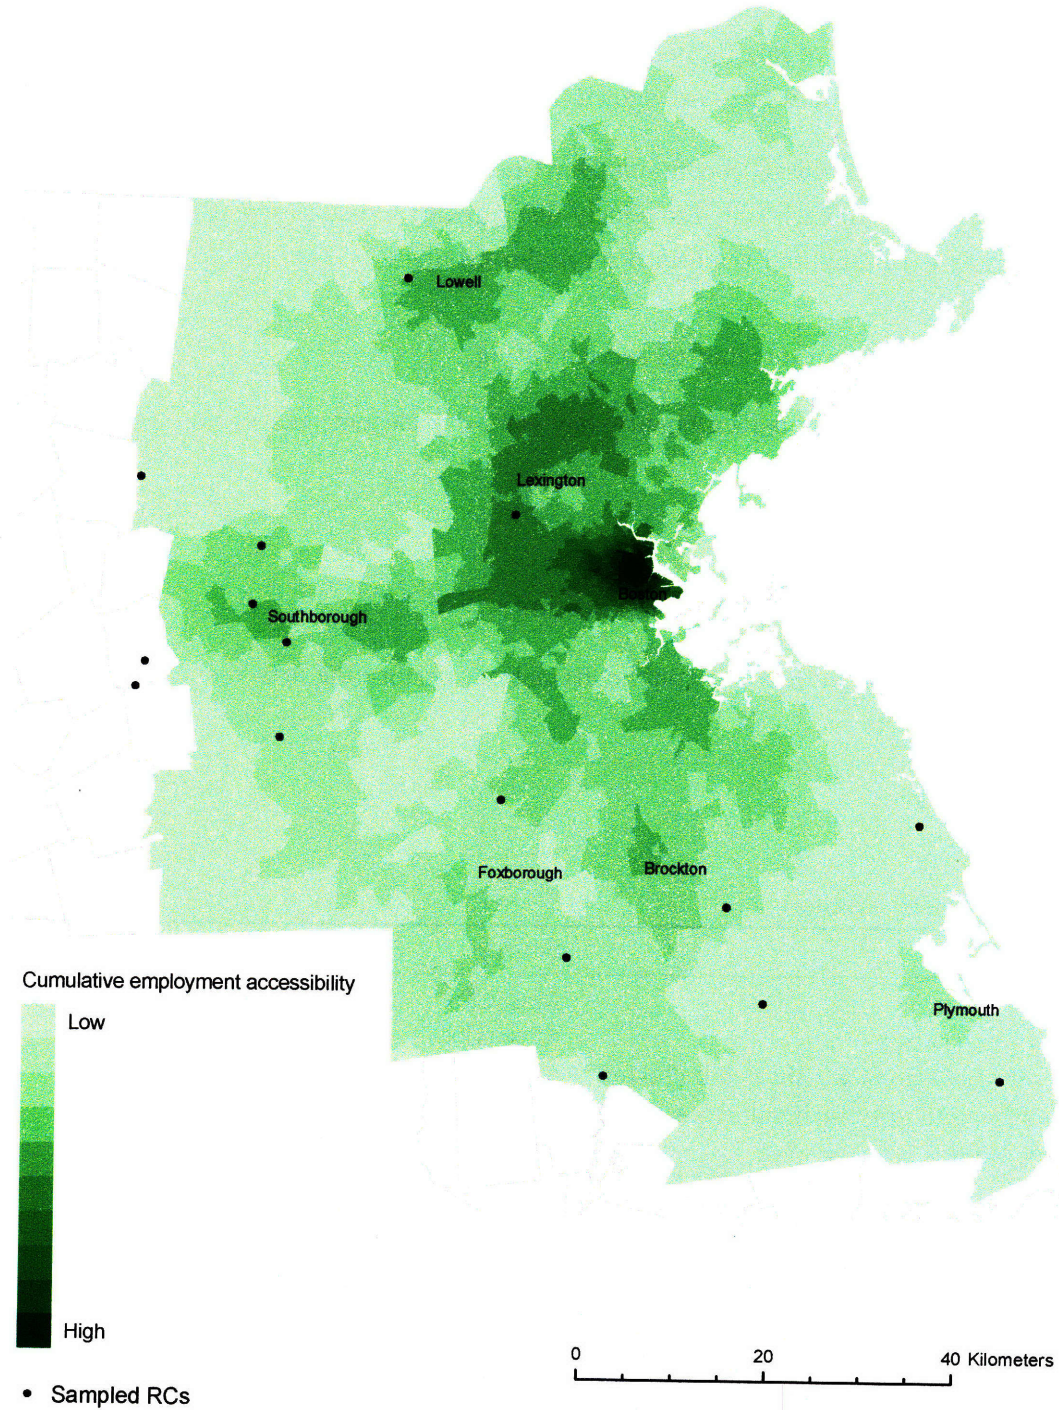 Lowell
Lexington
Boston
Southborough
Foxborough
Brockton
Plymouth
Cumulative employment accessibility
Low
High
Sampled RCs
0 20 40 Kilometers